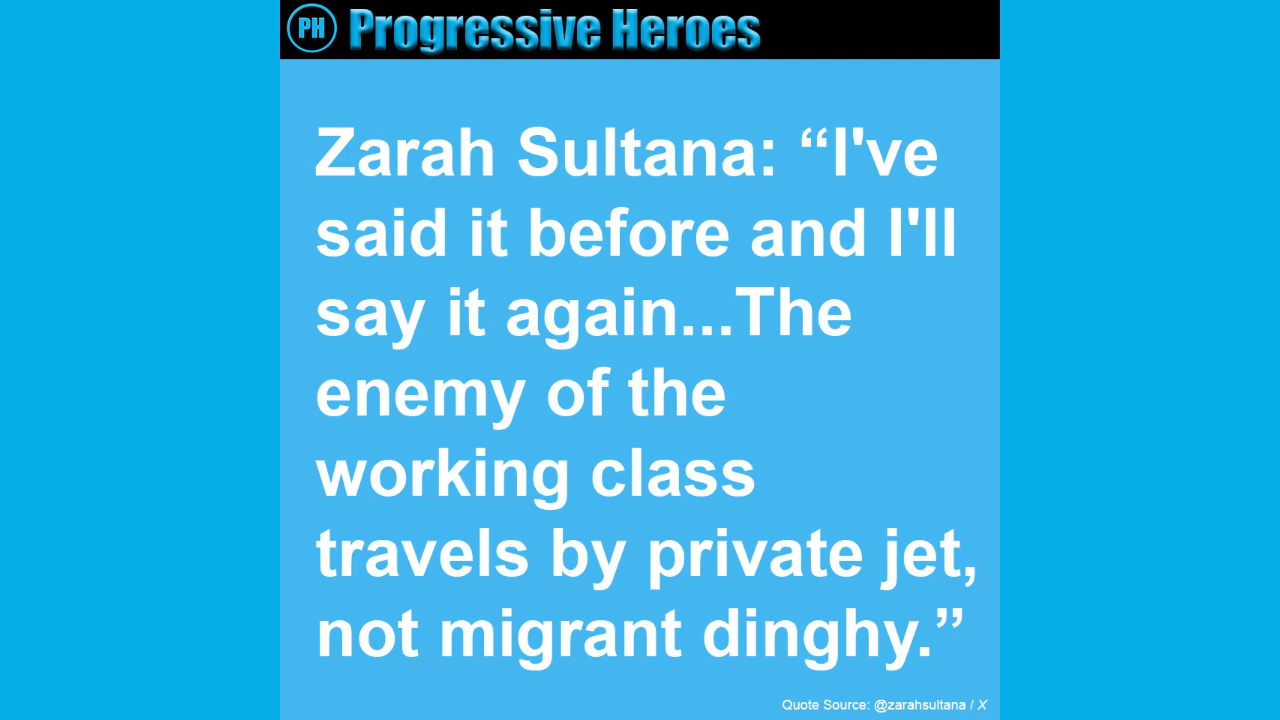 PH Progressive Heroes
Zarah Sultana: “I've
said it before and I'll
say it again...The
enemy of the
working class
travels by private jet,
not migrant dinghy.”
Quote Source: @zarahsultana / X